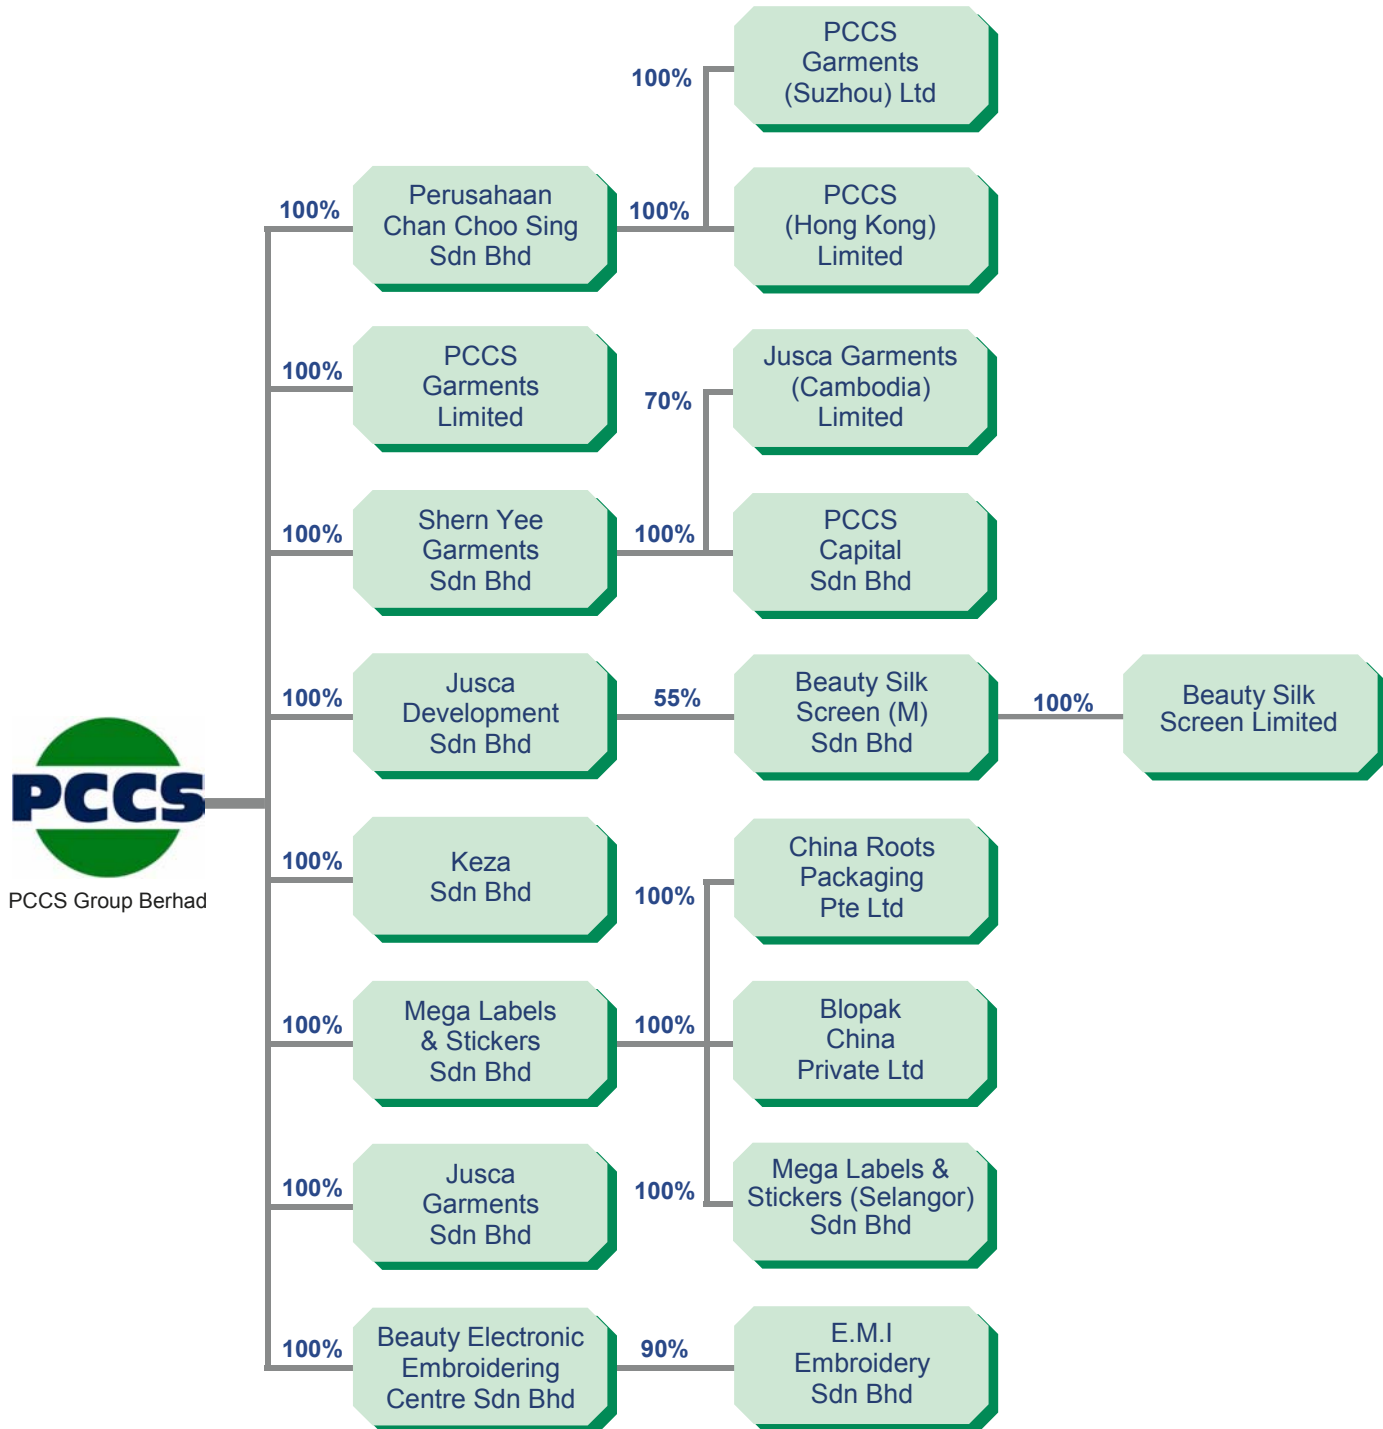 PCCS
Garments
(Suzhou) Ltd
100%
100%
Perusahaan
Chan Choo Sing
Sdn Bhd
100%
PCCS
(Hong Kong)
Limited
100%
PCCS
Garments
Limited
70%
Jusca Garments
(Cambodia)
Limited
100%
Shern Yee
Garments
Sdn Bhd
100%
PCCS
Capital
Sdn Bhd
100%
Jusca
Development
Sdn Bhd
55%
Beauty Silk
Screen (M)
Sdn Bhd
100%
Beauty Silk
Screen Limited
PCCS
PCCS Group Berhad
100%
Keza
Sdn Bhd
100%
China Roots
Packaging
Pte Ltd
100%
Mega Labels
& Stickers
Sdn Bhd
100%
Blopak
China
Private Ltd
100%
Jusca
Garments
Sdn Bhd
100%
Mega Labels &
Stickers (Selangor)
Sdn Bhd
100%
Beauty Electronic
Embroidering
Centre Sdn Bhd
90%
E.M.I
Embroidery
Sdn Bhd